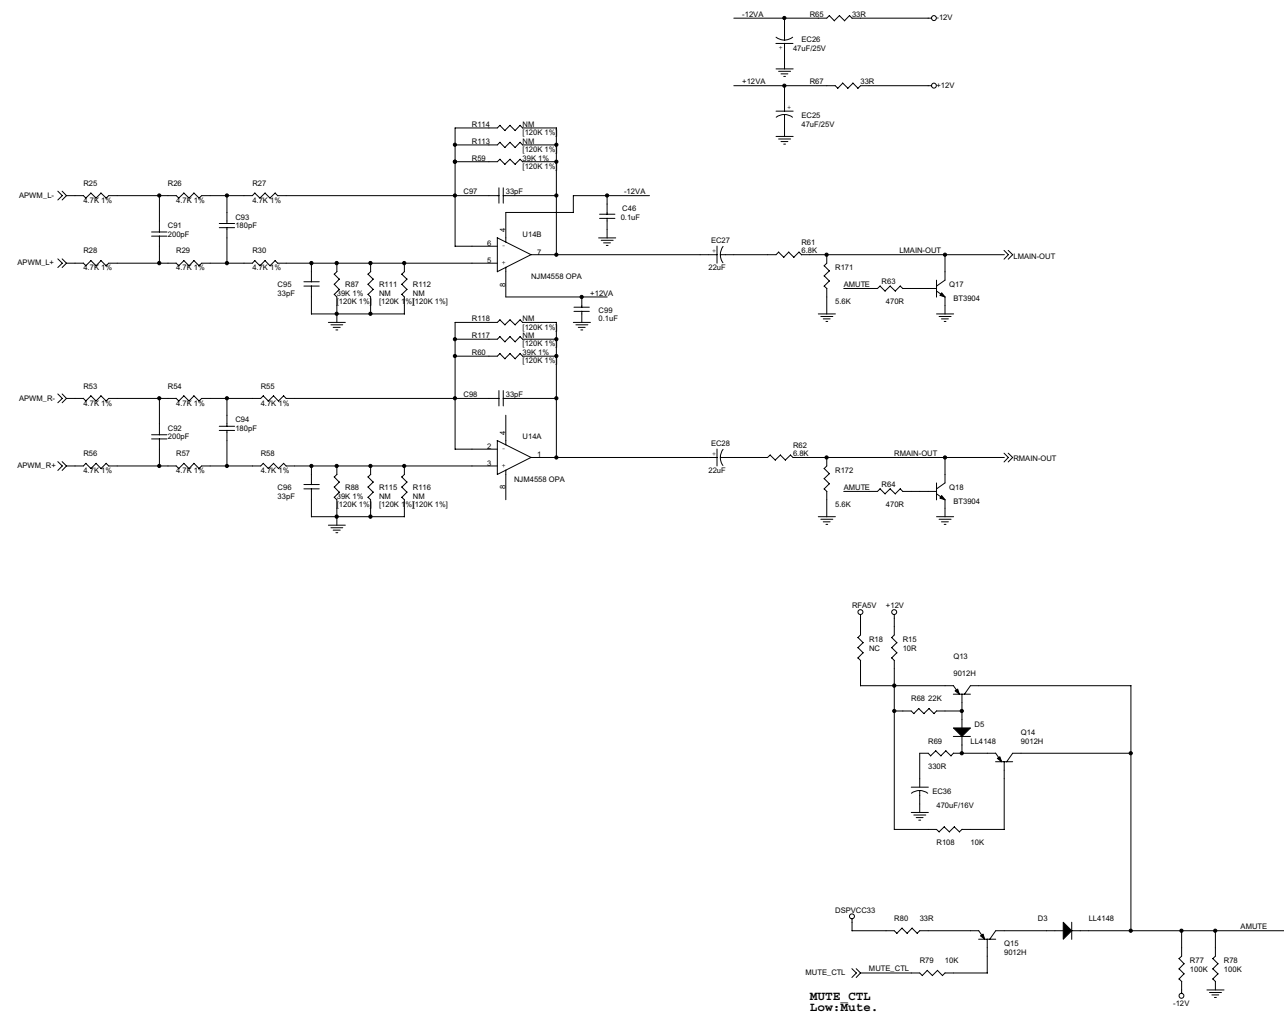 -12VA
R65
33R
-12V
EC26
47uF/25V
+12VA
R67
33R
+12V
EC25
47uF/25V
R114
NM
[120K 1%]
R113
NM
[120K 1%]
R59
39K 1%
[120K 1%]
APWM_L-
R25
4.7K 1%
R26
4.7K 1%
R27
4.7K 1%
C97
33pF
-12VA
C46
0.1uF
C91
200pF
C93
180pF
4
U14B
6
7
5
NJM4558 OPA
8
EC27
22uF
R61
6.8K
LMAIN-OUT
LMAIN-OUT
APWM_L+
R28
4.7K 1%
R29
4.7K 1%
R30
4.7K 1%
C95
33pF
R87
39K 1%
[120K 1%]
R111
NM
[120K 1%]
R112
NM
[120K 1%]
+12VA
C99
0.1uF
R171
5.6K
AMUTE
R63
470R
Q17
BT3904
R118
NM
[120K 1%]
R117
NM
[120K 1%]
R60
39K 1%
[120K 1%]
APWM_R-
R53
4.7K 1%
R54
4.7K 1%
R55
4.7K 1%
C98
33pF
C92
200pF
C94
180pF
4
U14A
2
1
3
NJM4558 OPA
8
EC28
22uF
R62
6.8K
RMAIN-OUT
RMAIN-OUT
APWM_R+
R56
4.7K 1%
R57
4.7K 1%
R58
4.7K 1%
C96
33pF
R88
39K 1%
[120K 1%]
R115
NM
[120K 1%]
R116
NM
[120K 1%]
R172
5.6K
AMUTE
R64
470R
Q18
BT3904
RFA5V
+12V
R18
NC
R15
10R
Q13
9012H
R68 22K
D5
LL4148
Q14
9012H
R69
330R
EC36
470uF/16V
R108
10K
DSPVCC33
R80
33R
D3
LL4148
AMUTE
Q15
9012H
MUTE_CTL
MUTE_CTL
R79
10K
R77
100K
R78
100K
-12V
MUTE_CTL
Low:Mute.